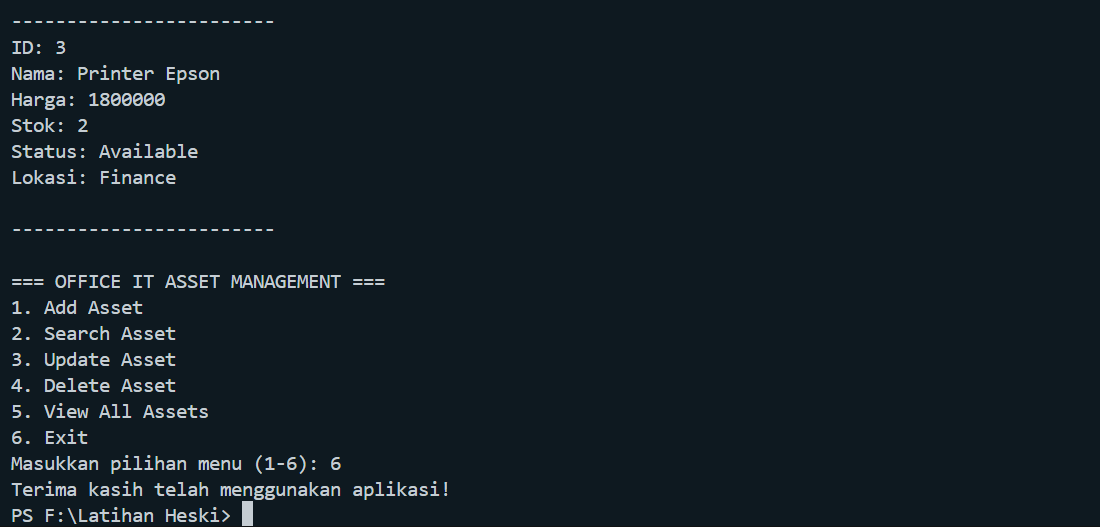 ------------------------
ID: 3
Nama: Printer Epson
Harga: 1800000
Stok: 2
Status: Available
Lokasi: Finance
------------------------
=== OFFICE IT ASSET MANAGEMENT ===
1. Add Asset
2. Search Asset
3. Update Asset
4. Delete Asset
5. View All Assets
6. Exit
Masukkan pilihan menu (1-6): 6
Terima kasih telah menggunakan aplikasi!
PS F:\Latihan Heski>